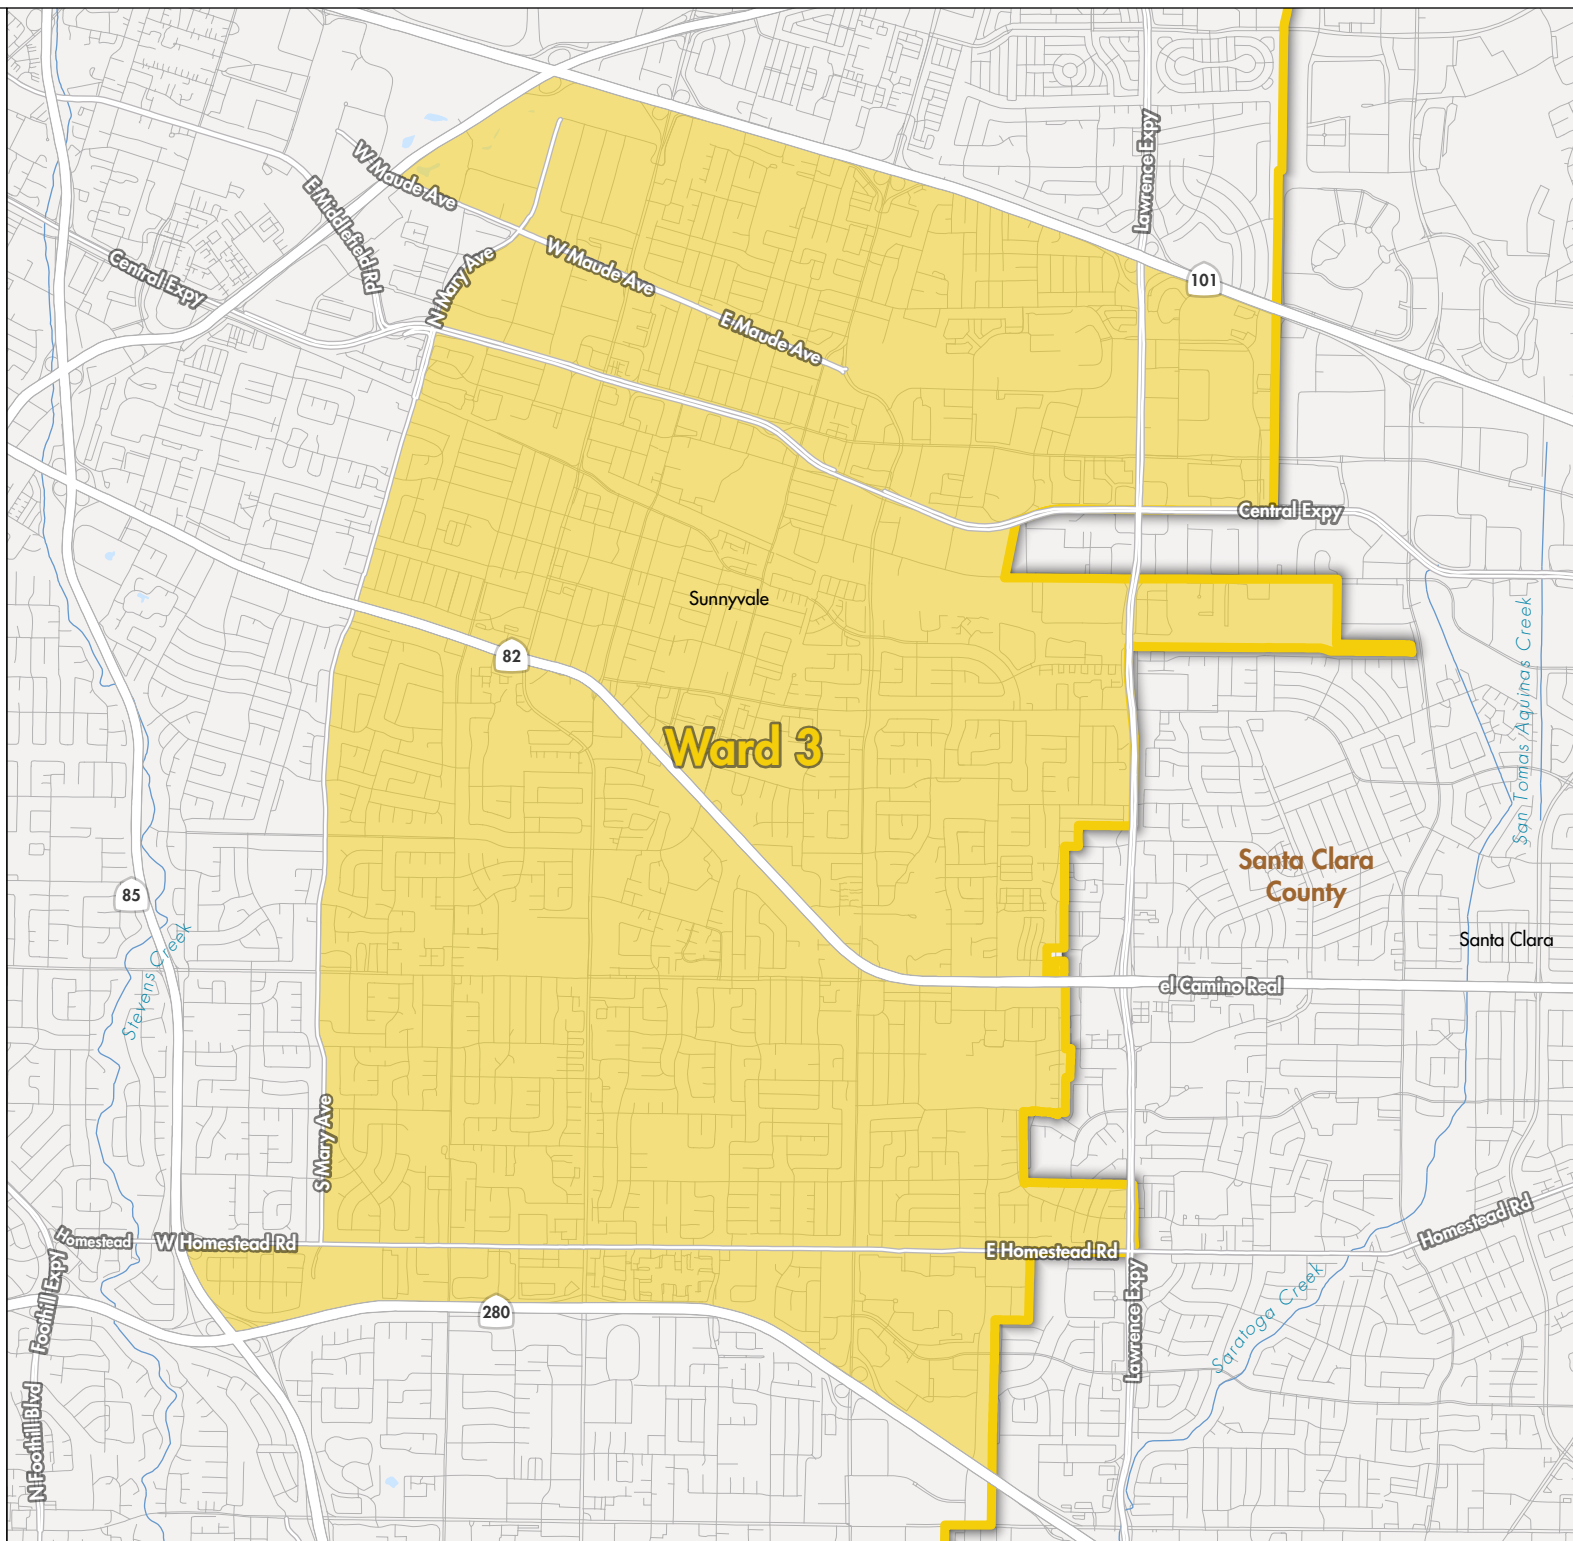 Lawrence Expy
W Maude Ave
E Middlefield Rd
Central Expy
N Mary Ave
W Maude Ave
101
E Maude Ave
Central Expy
Sunnyvale
82
San Tomas Aquinas Creek
Ward 3
Santa Clara
County
85
Stevens Creek
Santa Clara
el Camino Real
S Mary Ave
Homestead
W Homestead Rd
E Homestead Rd
Homestead Rd
Foothill Expy
280
Lawrence Expy
Saratoga Creek
N Foothill Blvd